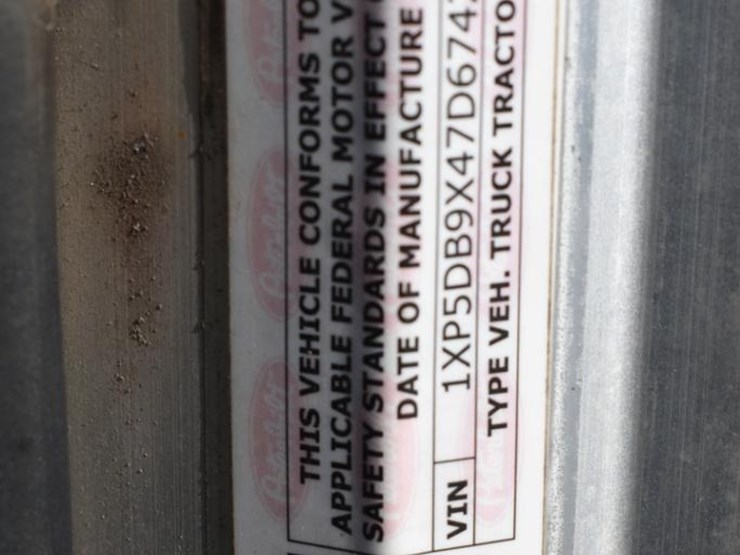 THIS VEHICLE CONFORMS TO
APPLICABLE FEDERAL MOTOR V
SAFETY STANDARDS IN EFFECT
DATE OF MANUFACTURE
VIN 1XP5DB9X47D674
TYPE VEH. TRUCK TRACTO